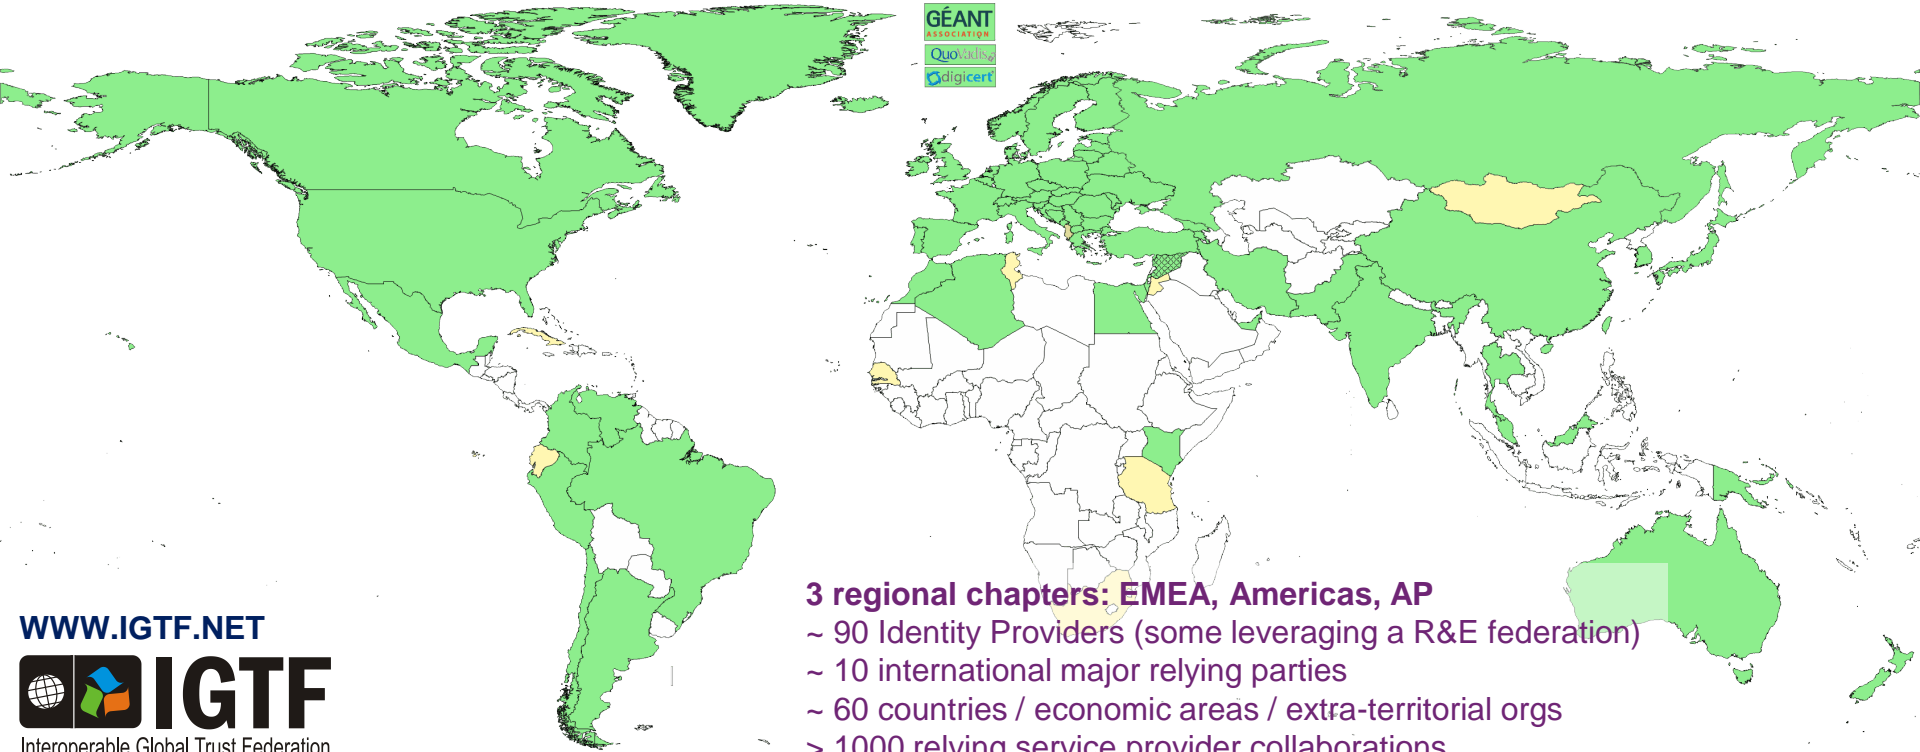 GÉANT
ASSOCIATION
QuoVadis
digicert
3 regional chapters: EMEA, Americas, AP
~ 90 Identity Providers (some leveraging a R&E federation)
~ 10 international major relying parties
~ 60 countries / economic areas / extra-territorial orgs
> 1000 relying service provider collaborations
WWW.IGTF.NET
IGTF
Interoperable Global Trust Federation